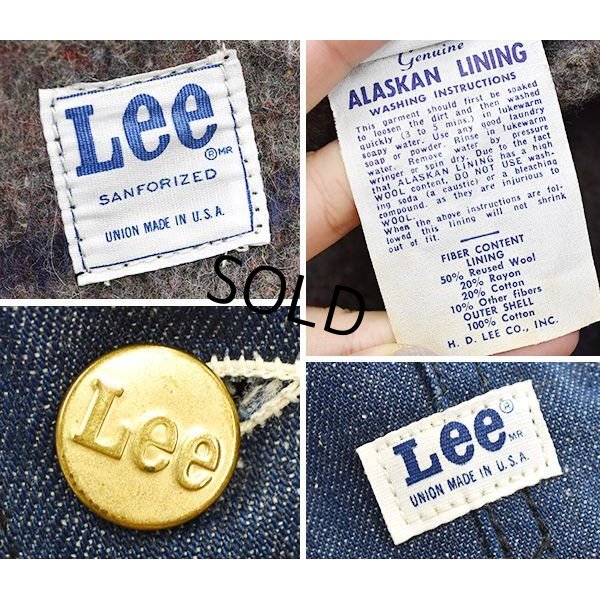 Lee
® MR
SANFORIZED
UNION MADE IN U.S.A.
Genuine
ALASKAN LINING
WASHING INSTRUCTIONS
This garment should first be soaked
to loosen the dirt and then washed
quickly (3 to 5 mins.) in lukewarm
water. Use any good laundry
soap or powder. Rinse in lukewarm
water. Remove water by pressure
wringer or spin dry due to the fact
that ALASKAN LINING has a high
WOOL content. DO NOT USE wash-
ing soda (a caustic) or a bleaching
compound, as they are injurious to
WOOL.
When the above instructions are fol-
lowed this lining will not shrink
out of fit.
FIBER CONTENT
LINING
50% Reused Wool
20% Rayon
20% Cotton
10% Other fibers
OUTER SHELL
100% Cotton
H. D. LEE CO., INC.
SOLD
Lee
Lee
® MR
UNION MADE IN U.S.A.